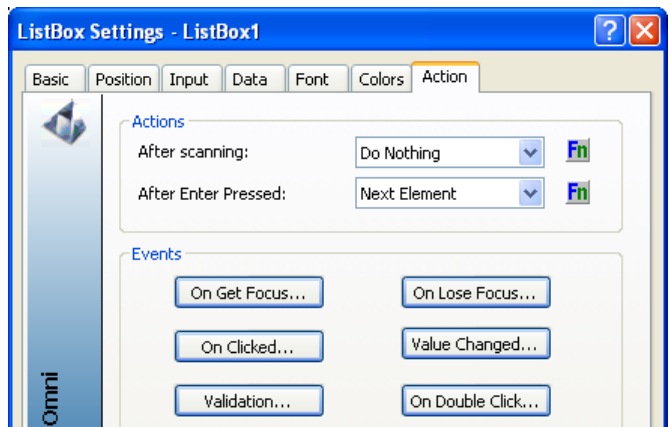 ListBox Settings - ListBox1
Basic Position Input Data Font Colors Action
Actions
After scanning: Do Nothing Fn
After Enter Pressed: Next Element Fn
Events
On Get Focus... On Lose Focus...
On Clicked... Value Changed...
Validation... On Double Click...
Omni